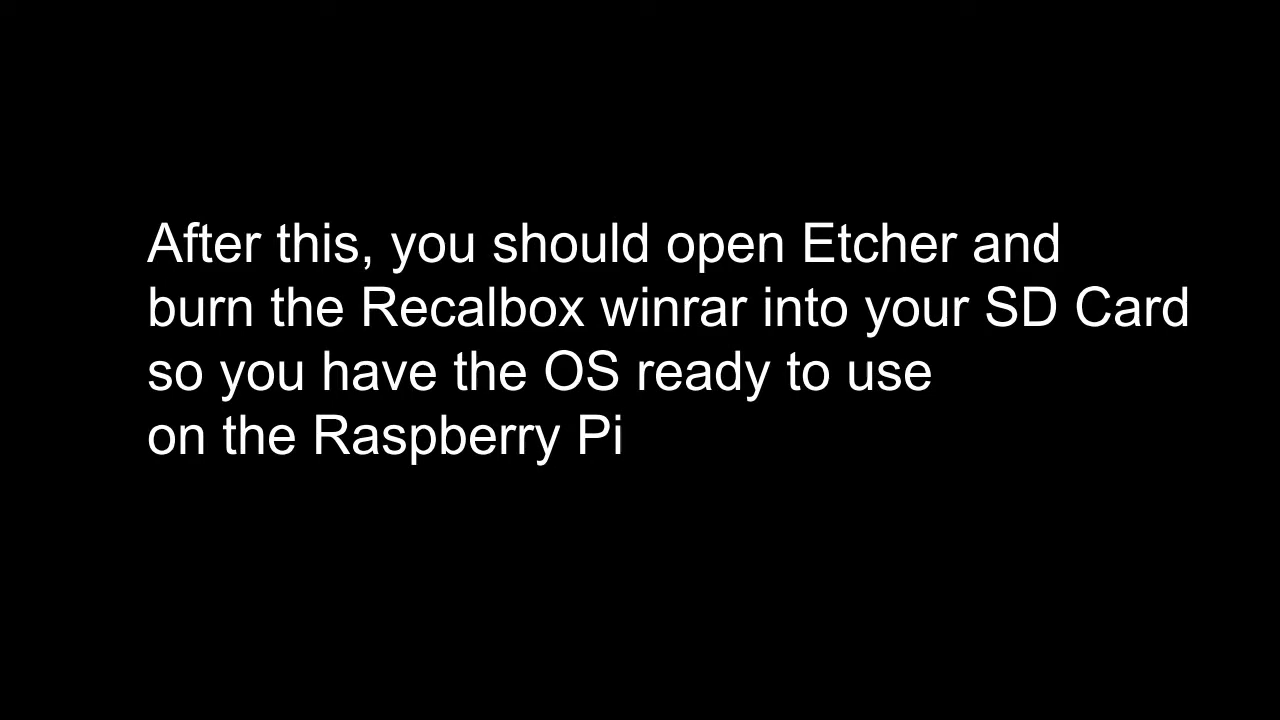 After this, you should open Etcher and
burn the Recalbox winrar into your SD Card
so you have the OS ready to use
on the Raspberry Pi